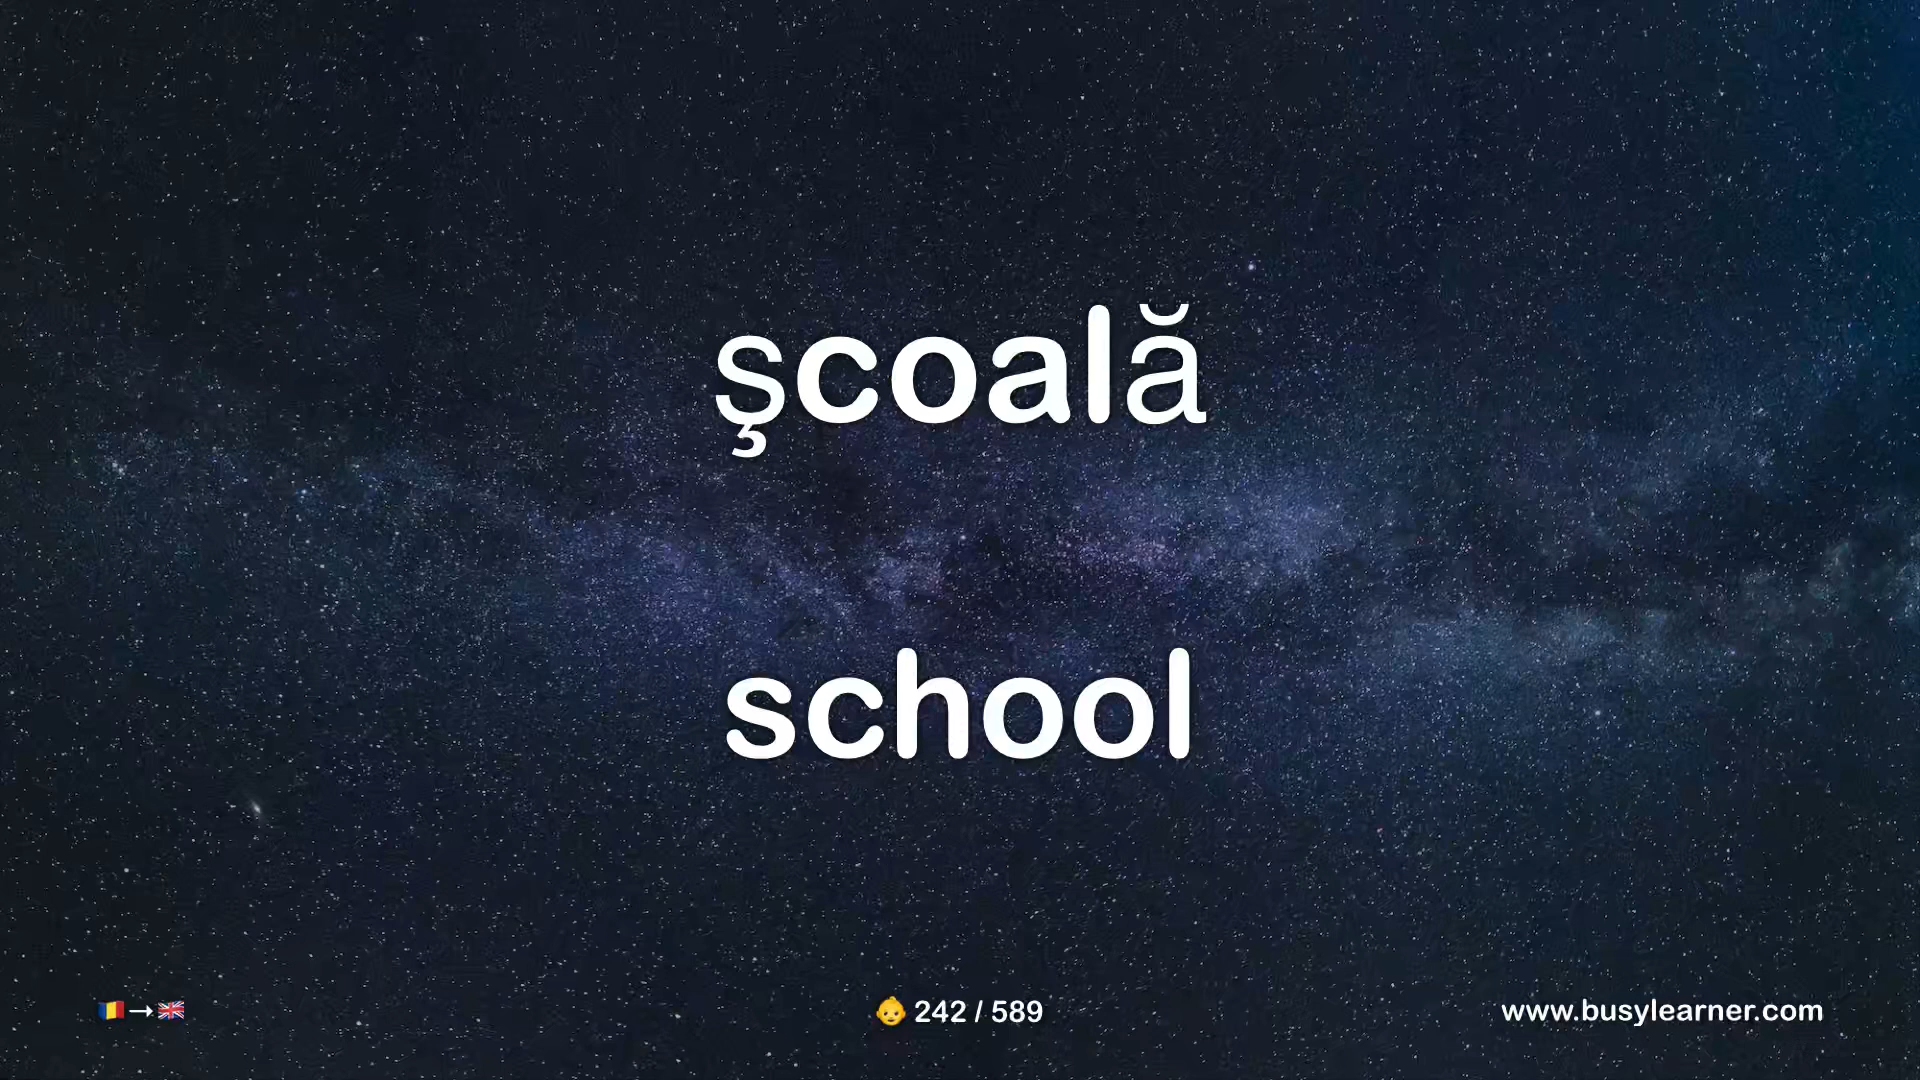 şcoală
school
🇷🇴→🇬🇧
👶 242 / 589
www.busylearner.com